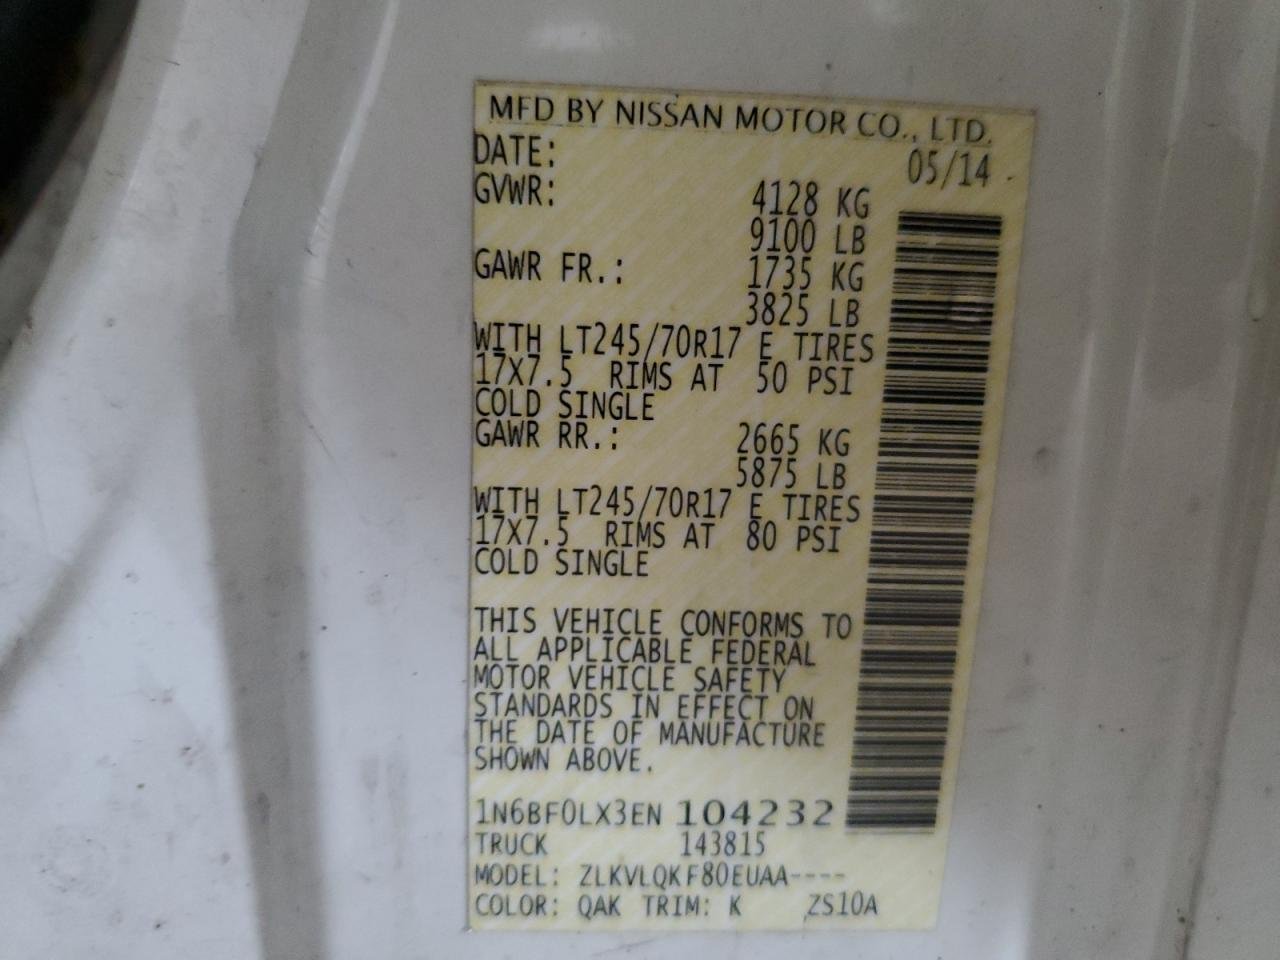 MFD BY NISSAN MOTOR CO., LTD.
DATE: 05/14
GVWR: 4128 KG
9100 LB
GAWR FR.: 1735 KG
3825 LB
WITH LT245/70R17 E TIRES
17X7.5 RIMS AT 50 PSI
COLD SINGLE
GAWR RR.: 2665 KG
5875 LB
WITH LT245/70R17 E TIRES
17X7.5 RIMS AT 80 PSI
COLD SINGLE
THIS VEHICLE CONFORMS TO
ALL APPLICABLE FEDERAL
MOTOR VEHICLE SAFETY
STANDARDS IN EFFECT ON
THE DATE OF MANUFACTURE
SHOWN ABOVE.
1N6BF0LX3EN 104232
TRUCK 143815
MODEL: ZLKVLQKF80EUAA----
COLOR: QAK TRIM: K ZS10A